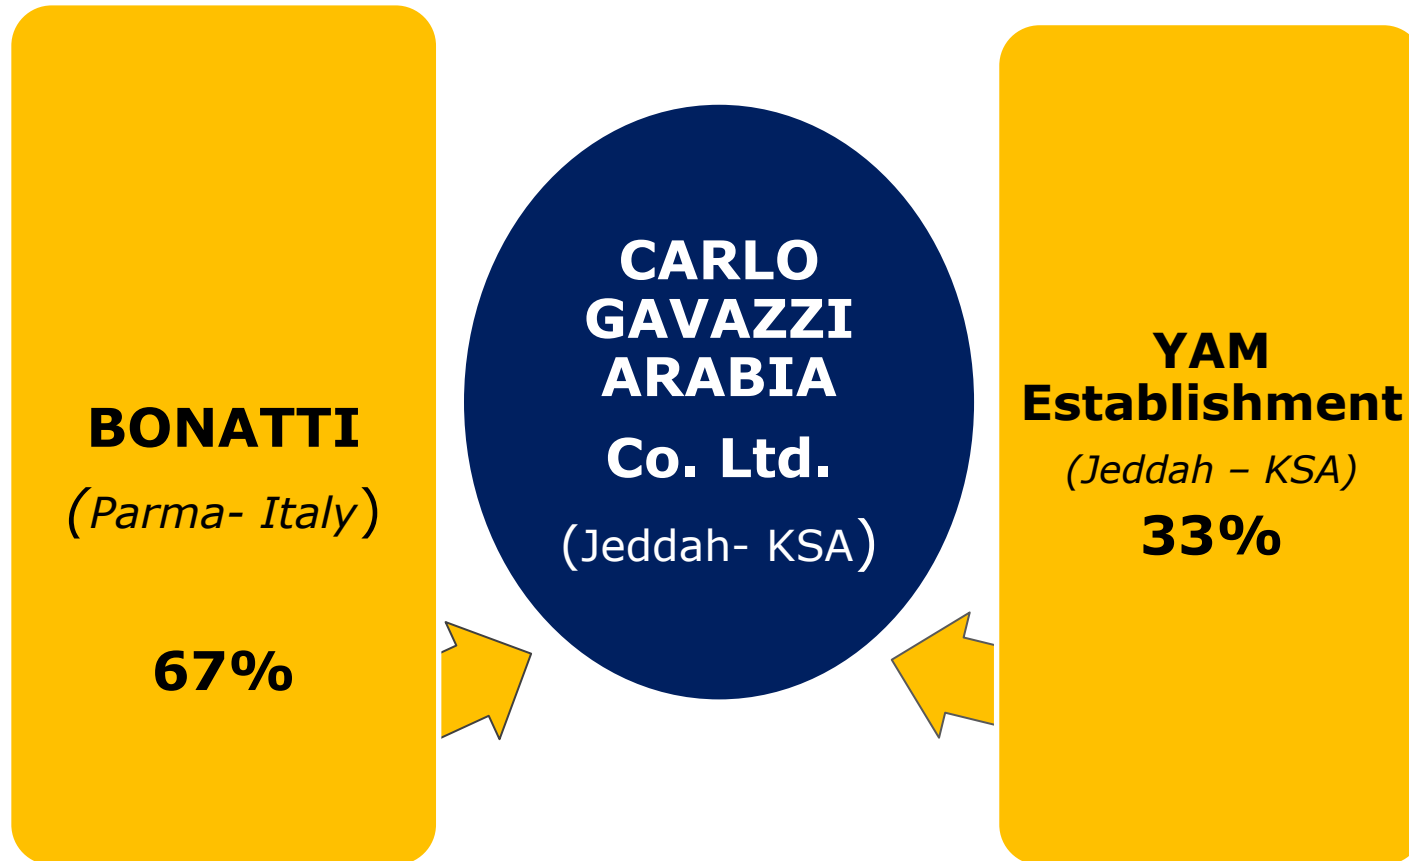 BONATTI
(Parma- Italy)
67%
CARLO
GAVAZZI
ARABIA
Co. Ltd.
(Jeddah- KSA)
YAM
Establishment
(Jeddah – KSA)
33%